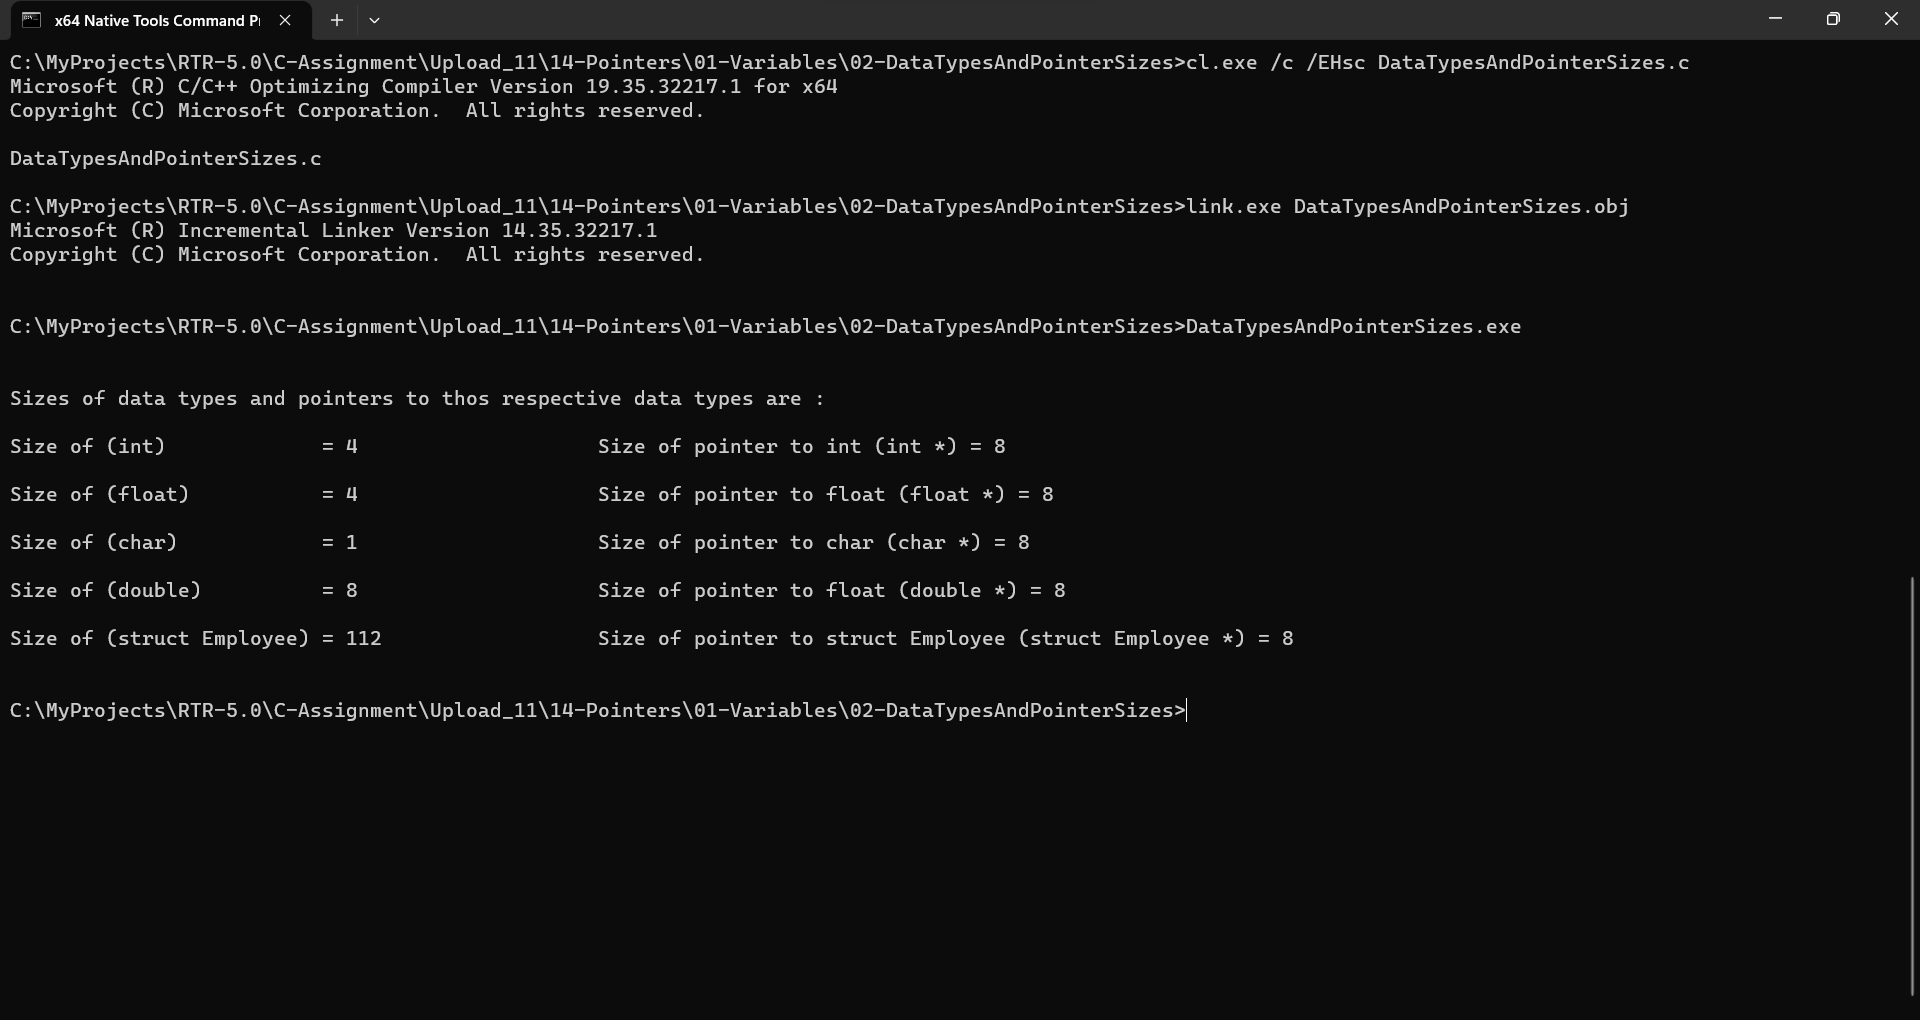 x64 Native Tools Command P
C:\MyProjects\RTR-5.0\C-Assignment\Upload_11\14-Pointers\01-Variables\02-DataTypesAndPointerSizes>cl.exe /c /EHsc DataTypesAndPointerSizes.c
Microsoft (R) C/C++ Optimizing Compiler Version 19.35.32217.1 for x64
Copyright (C) Microsoft Corporation.  All rights reserved.
DataTypesAndPointerSizes.c
C:\MyProjects\RTR-5.0\C-Assignment\Upload_11\14-Pointers\01-Variables\02-DataTypesAndPointerSizes>link.exe DataTypesAndPointerSizes.obj
Microsoft (R) Incremental Linker Version 14.35.32217.1
Copyright (C) Microsoft Corporation.  All rights reserved.
C:\MyProjects\RTR-5.0\C-Assignment\Upload_11\14-Pointers\01-Variables\02-DataTypesAndPointerSizes>DataTypesAndPointerSizes.exe
Sizes of data types and pointers to thos respective data types are :
Size of (int)             = 4                    Size of pointer to int (int *) = 8
Size of (float)           = 4                    Size of pointer to float (float *) = 8
Size of (char)            = 1                    Size of pointer to char (char *) = 8
Size of (double)          = 8                    Size of pointer to float (double *) = 8
Size of (struct Employee) = 112                  Size of pointer to struct Employee (struct Employee *) = 8
C:\MyProjects\RTR-5.0\C-Assignment\Upload_11\14-Pointers\01-Variables\02-DataTypesAndPointerSizes>